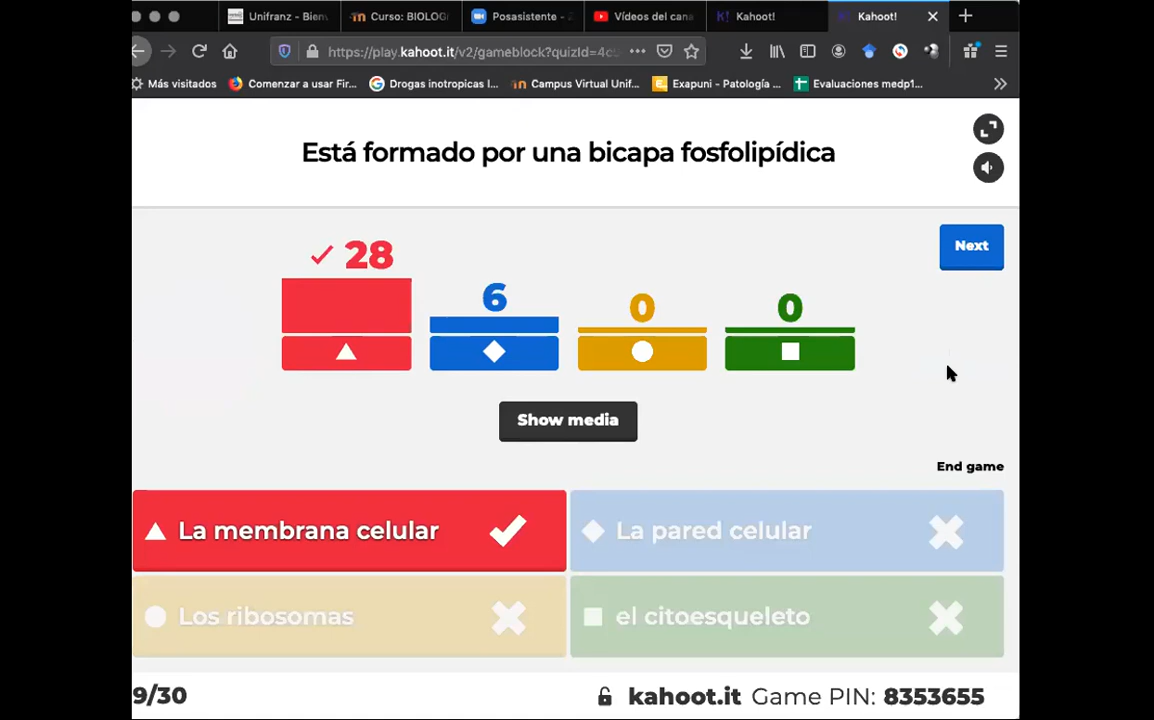 Unifranz - Bien
Curso: BIOLOGI
Posasistente - Z
Vídeos del cana
Kahoot!
Kahoot!
https://play.kahoot.it/v2/gameblock?quizId=4c
Más visitados
Comenzar a usar Fir...
Drogas inotropicas l...
Campus Virtual Unif...
Exapuni - Patología ...
Evaluaciones medp1...
Está formado por una bicapa fosfolipídica
Next
28
6
0
0
Show media
End game
La membrana celular
La pared celular
Los ribosomas
el citoesqueleto
9/30
kahoot.it Game PIN: 8353655